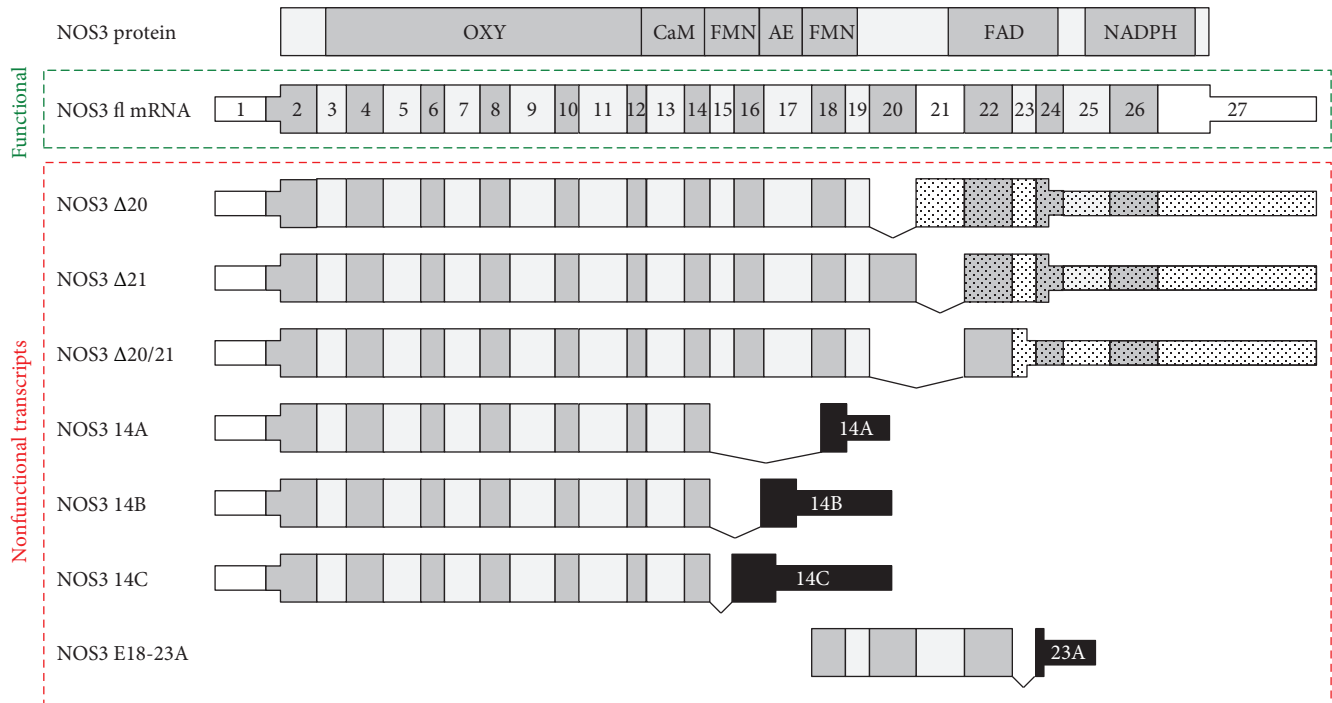 NOS3 protein OXY CaM FMN AE FMN FAD NADPH
Functional
NOS3 fl mRNA 1 2 3 4 5 6 7 8 9 10 11 12 13 14 15 16 17 18 19 20 21 22 23 24 25 26 27
Nonfunctional transcripts
NOS3 Δ20
NOS3 Δ21
NOS3 Δ20/21
NOS3 14A 14A
NOS3 14B 14B
NOS3 14C 14C
NOS3 E18-23A 23A